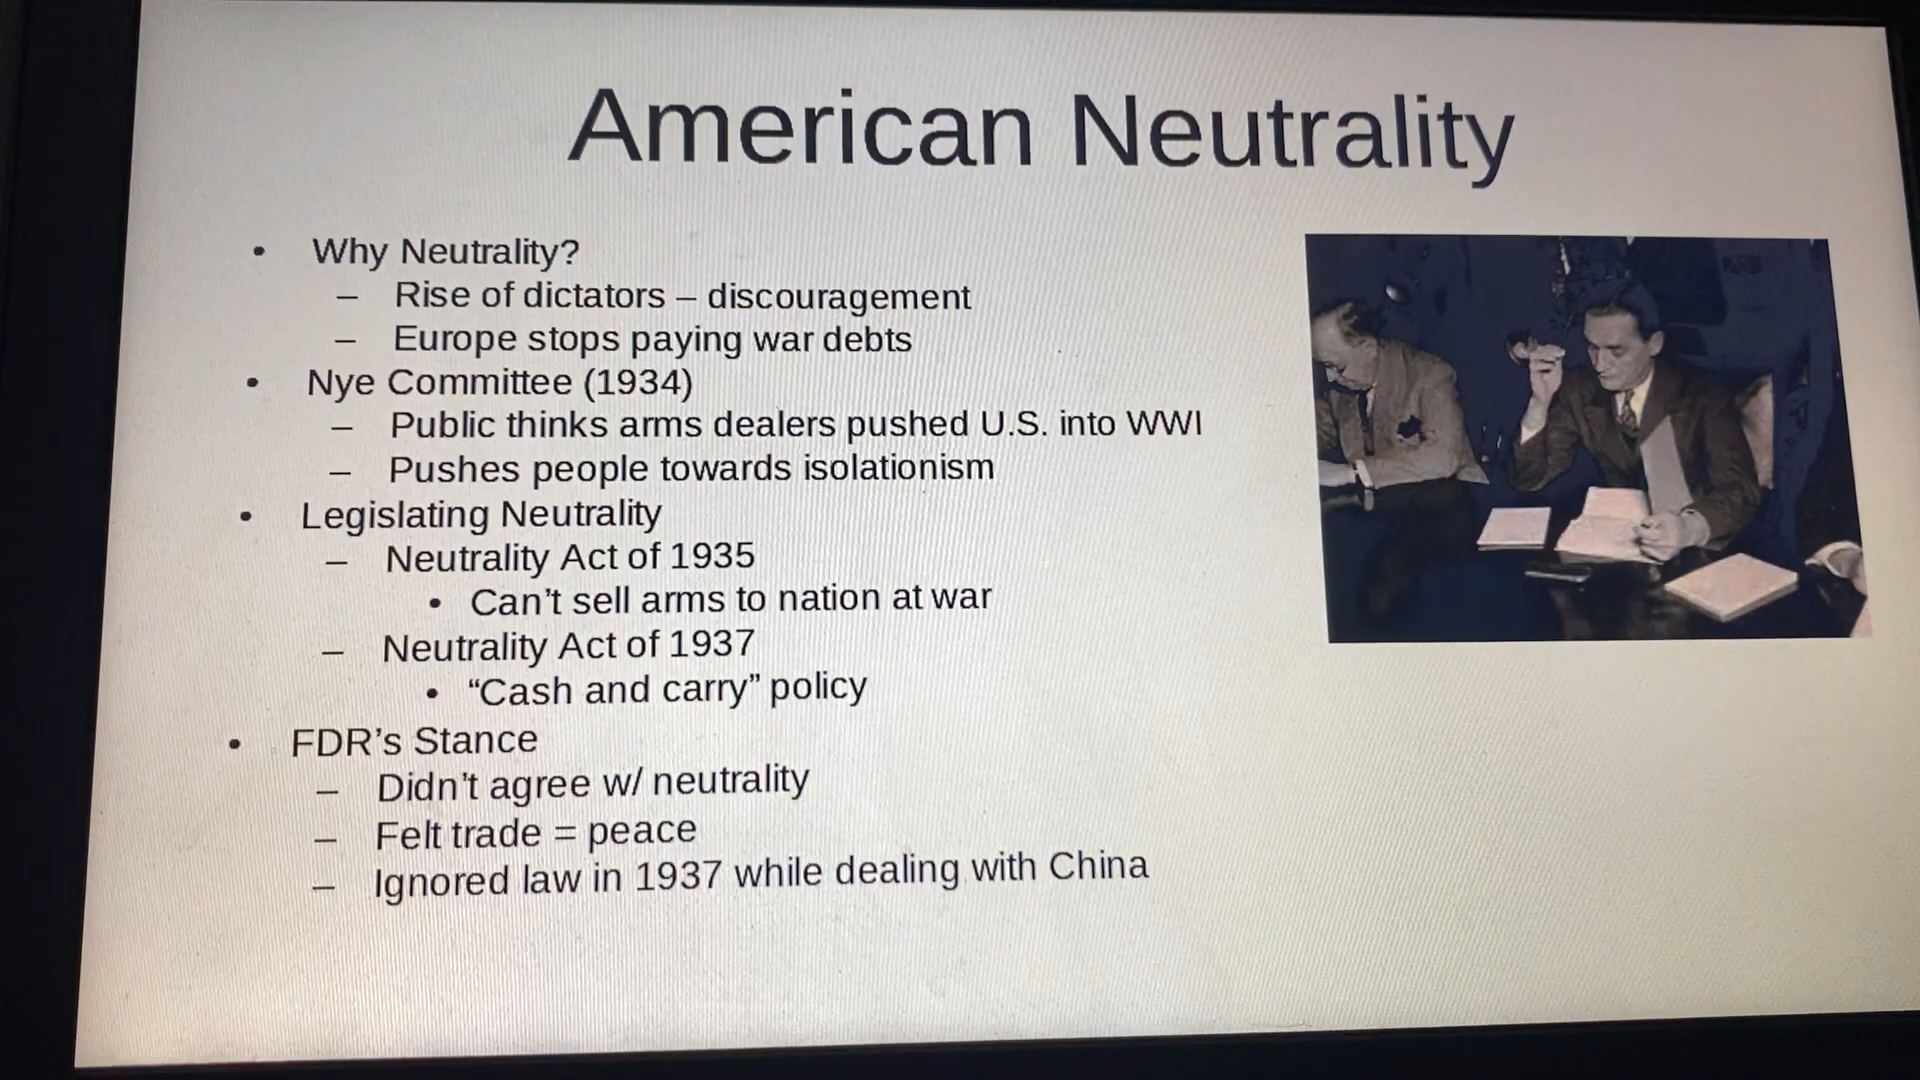 American Neutrality
• Why Neutrality?
– Rise of dictators – discouragement
– Europe stops paying war debts
• Nye Committee (1934)
– Public thinks arms dealers pushed U.S. into WWI
– Pushes people towards isolationism
• Legislating Neutrality
– Neutrality Act of 1935
• Can’t sell arms to nation at war
– Neutrality Act of 1937
• “Cash and carry” policy
• FDR’s Stance
– Didn’t agree w/ neutrality
– Felt trade = peace
– Ignored law in 1937 while dealing with China